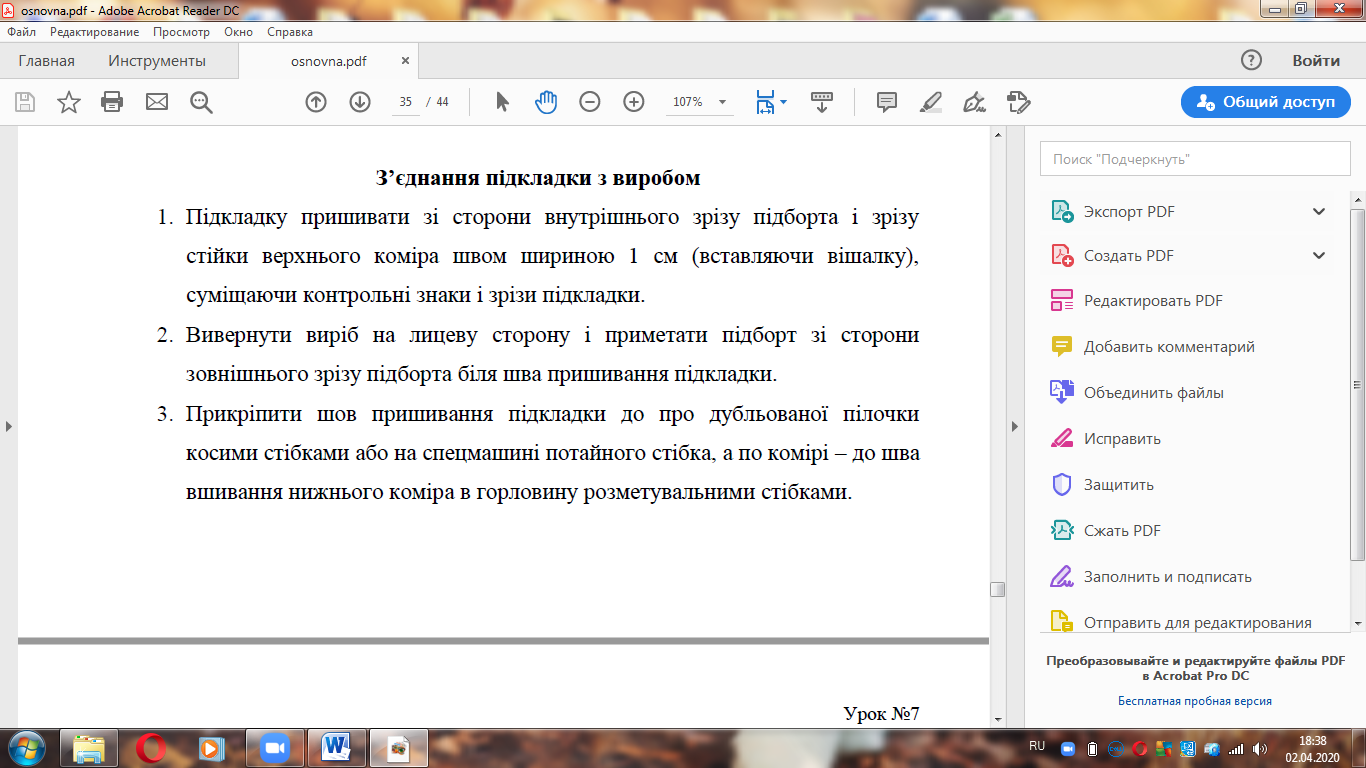 osnovna.pdf - Adobe Acrobat Reader DC
Файл Редактирование Просмотр Окно Справка
Главная Инструменты osnovna.pdf × Войти
35 / 44 107% Общий доступ
З’єднання підкладки з виробом
1. Підкладку пришивати зі сторони внутрішнього зрізу підборта і зрізу
стійки верхнього коміра швом шириною 1 см (вставляючи вішалку),
суміщаючи контрольні знаки і зрізи підкладки.
2. Вивернути виріб на лицеву сторону і приметати підборт зі сторони
зовнішнього зрізу підборта біля шва пришивання підкладки.
3. Прикріпити шов пришивання підкладки до про дубльованої пілочки
косими стібками або на спецмашині потайного стібка, а по комірі – до шва
вшивання нижнього коміра в горловину розметувальними стібками.
Урок №7
Поиск "Подчеркнуть"
Экспорт PDF
Создать PDF
Редактировать PDF
Добавить комментарий
Объединить файлы
Исправить
Защитить
Сжать PDF
Заполнить и подписать
Отправить для редактирования
Преобразовывайте и редактируйте файлы PDF
в Acrobat Pro DC
Бесплатная пробная версия
RU
18:38
02.04.2020